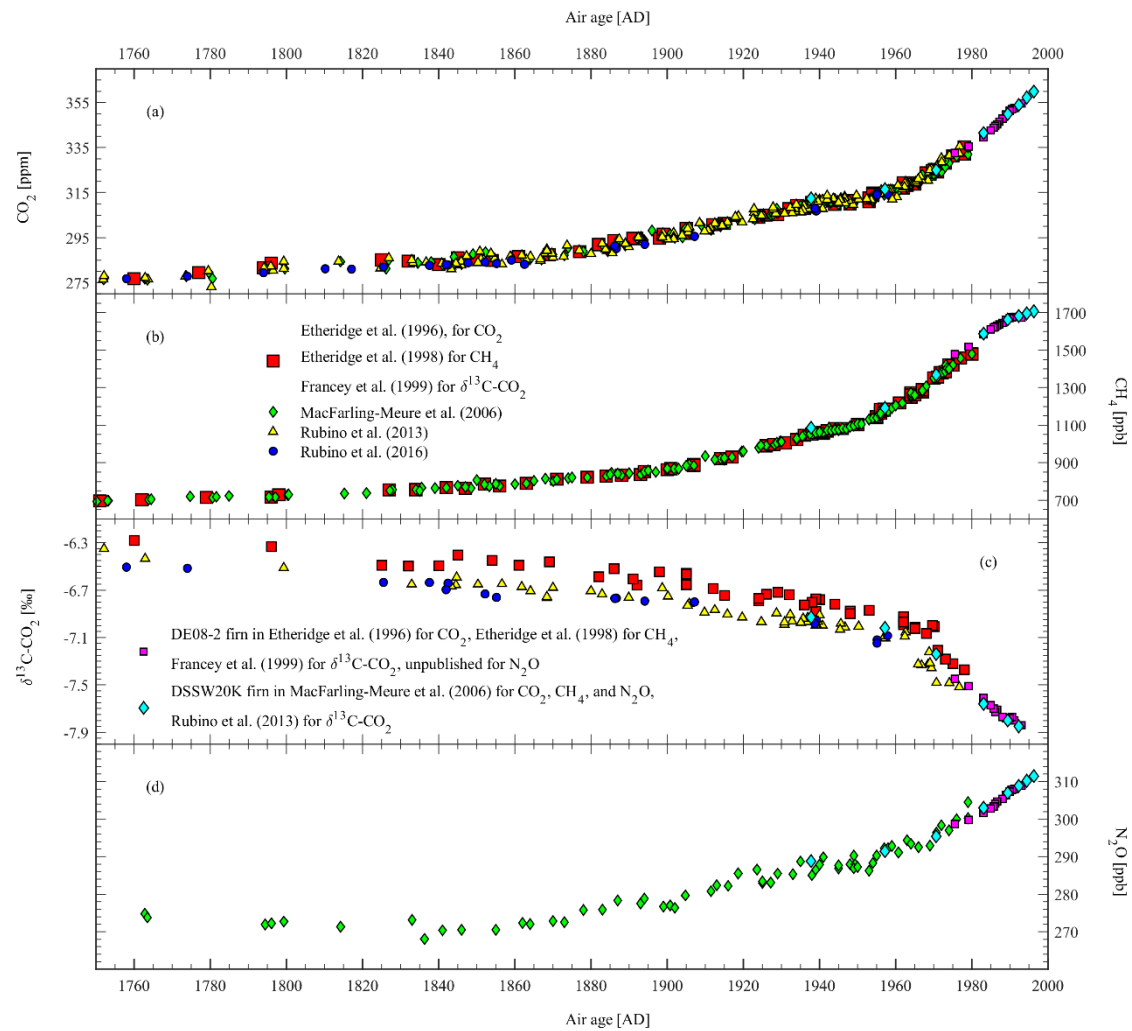 Air age [AD]
1760 1780 1800 1820 1840 1860 1880 1900 1920 1940 1960 1980 2000
(a)
CO2 [ppm]
355
335
315
295
275
(b)
CH4 [ppb]
1700
1500
1300
1100
900
700
Etheridge et al. (1996), for CO2
Etheridge et al. (1998) for CH4
Francey et al. (1999) for δ13C-CO2
MacFarling-Meure et al. (2006)
Rubino et al. (2013)
Rubino et al. (2016)
(c)
δ13C-CO2 [‰]
-6.3
-6.7
-7.1
-7.5
-7.9
DE08-2 firn in Etheridge et al. (1996) for CO2, Etheridge et al. (1998) for CH4,
Francey et al. (1999) for δ13C-CO2, unpublished for N2O
DSSW20K firn in MacFarling-Meure et al. (2006) for CO2, CH4, and N2O,
Rubino et al. (2013) for δ13C-CO2
(d)
N2O [ppb]
310
300
290
280
270
1760 1780 1800 1820 1840 1860 1880 1900 1920 1940 1960 1980 2000
Air age [AD]